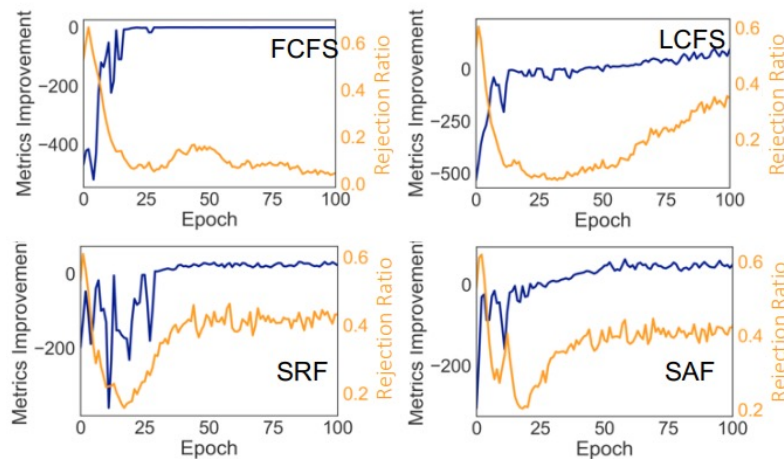 Metrics Improvement
0
−200
−400
0.6
0.4
0.2
0.0
Rejection Ratio
FCFS
0 25 50 75 100
Epoch
Metrics Improvement
0
−250
−500
0.6
0.4
0.2
Rejection Ratio
LCFS
0 25 50 75 100
Epoch
Metrics Improvement
0
−200
0.6
0.4
0.2
Rejection Ratio
SRF
0 25 50 75 100
Epoch
Metrics Improvement
0
−200
0.6
0.4
0.2
Rejection Ratio
SAF
0 25 50 75 100
Epoch